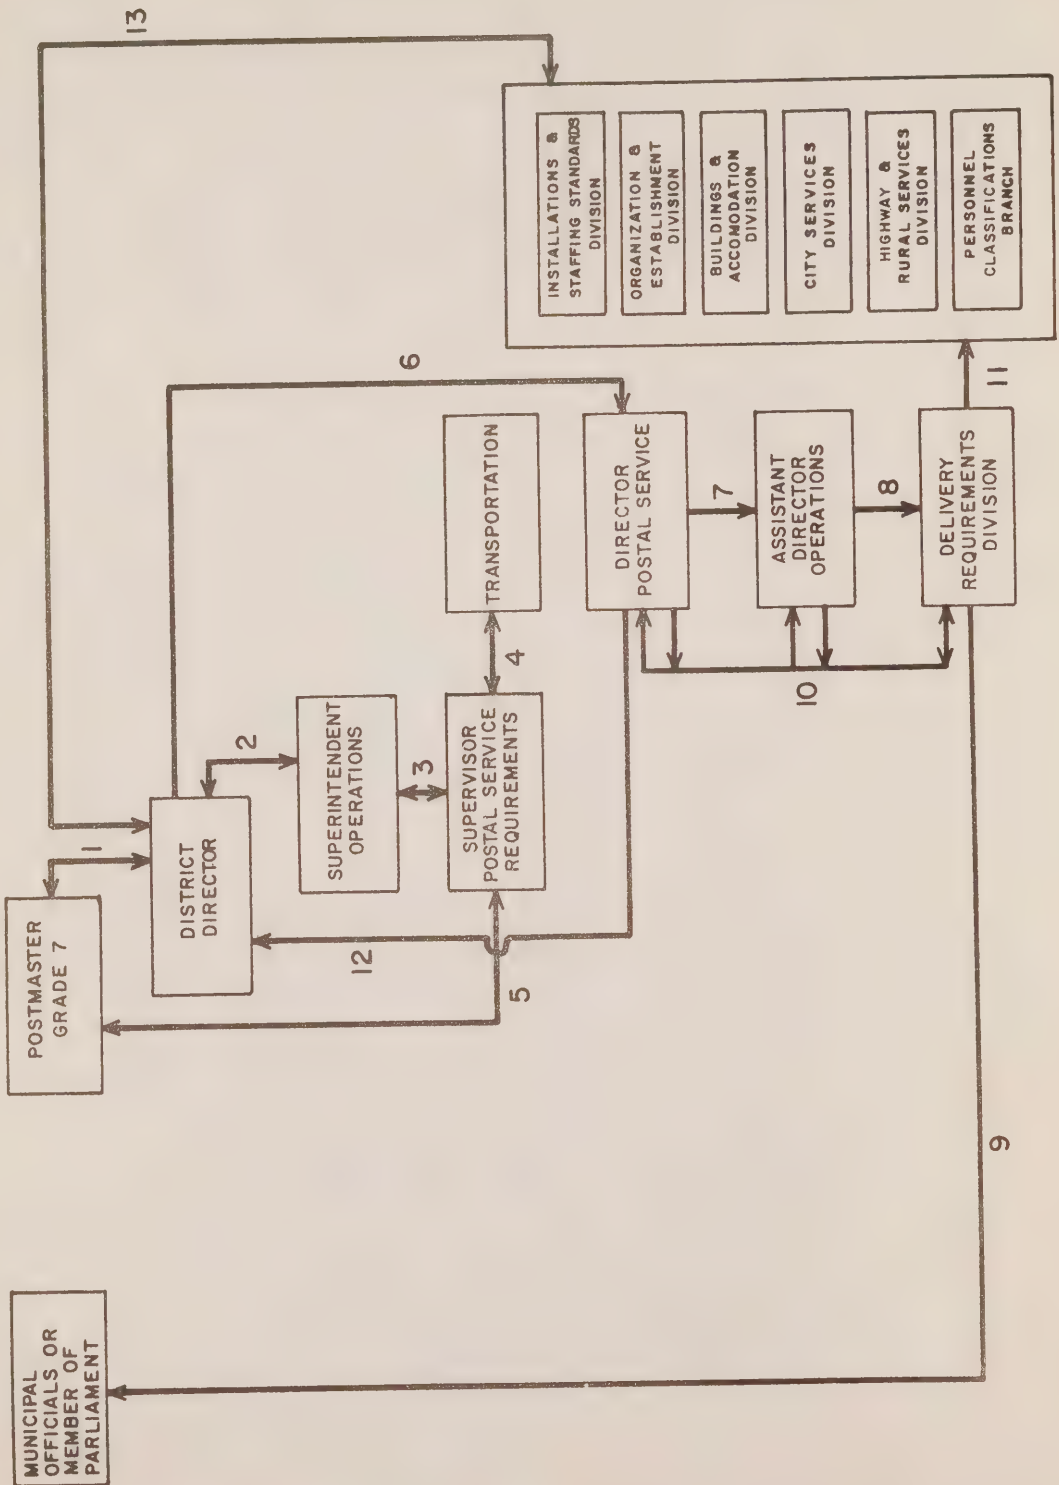 MUNICIPAL
OFFICIALS OR
MEMBER OF
PARLIAMENT
POSTMASTER
GRADE 7
1
13
DISTRICT
DIRECTOR
2
6
12
SUPERINTENDENT
OPERATIONS
3
SUPERVISOR
POSTAL SERVICE
REQUIREMENTS
4
TRANSPORTATION
5
DIRECTOR
POSTAL SERVICE
7
ASSISTANT
DIRECTOR
OPERATIONS
8
10
DELIVERY
REQUIREMENTS
DIVISION
9
11
INSTALLATIONS &
STAFFING STANDARDS
DIVISION
ORGANIZATION &
ESTABLISHMENT
DIVISION
BUILDINGS &
ACCOMODATION
DIVISION
CITY SERVICES
DIVISION
HIGHWAY &
RURAL SERVICES
DIVISION
PERSONNEL
CLASSIFICATIONS
BRANCH